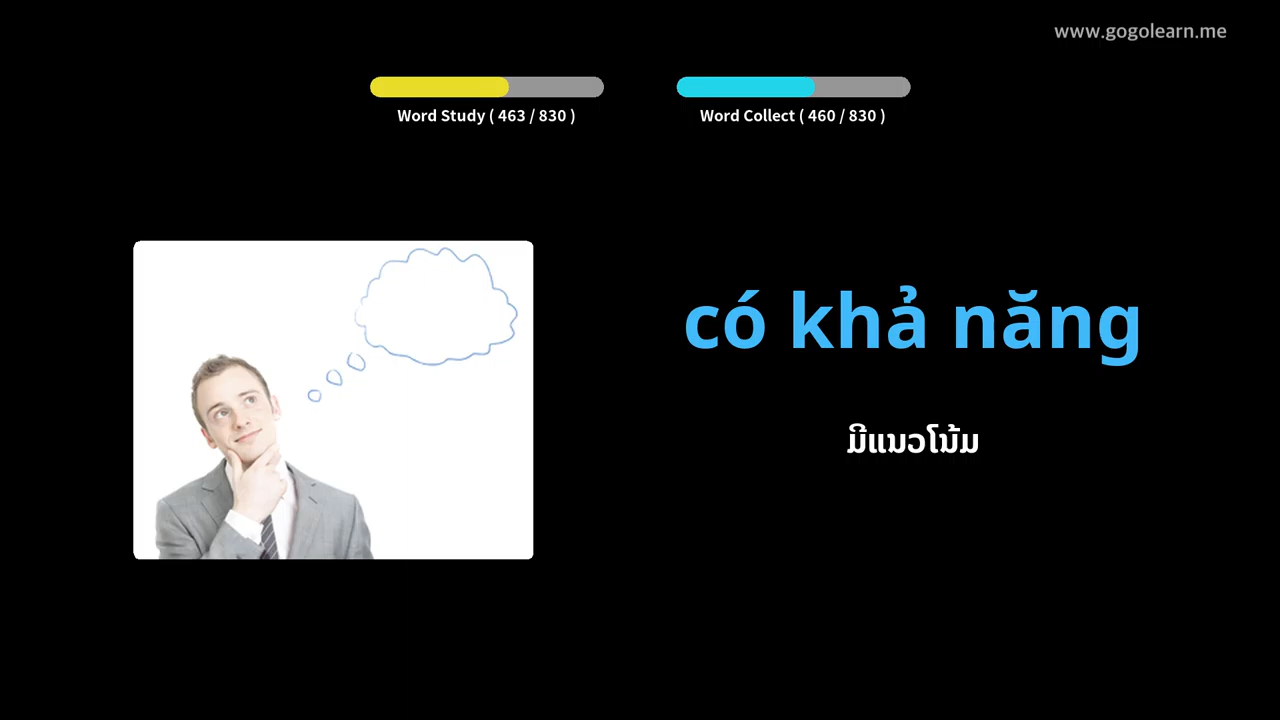 www.gogolearn.me
Word Study ( 463 / 830 )
Word Collect ( 460 / 830 )
có khả năng
ມີແນວໂນ້ມ